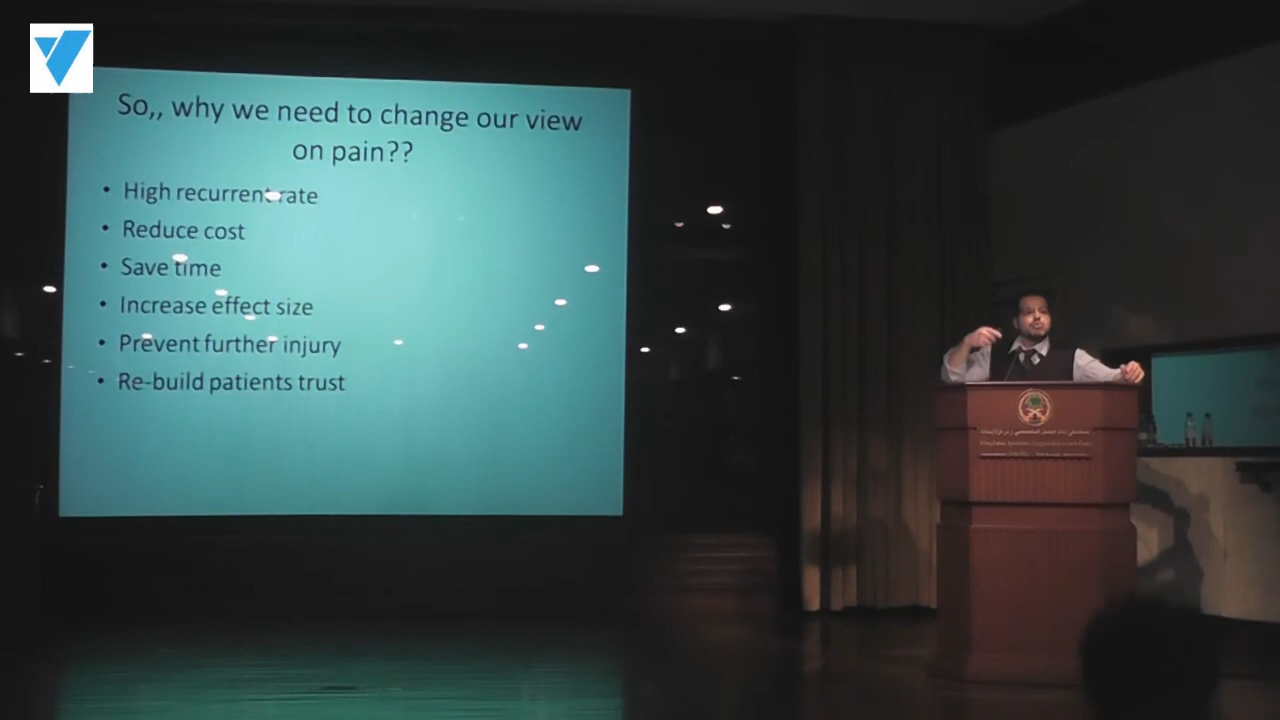 So,, why we need to change our view
on pain??
• High recurrent rate
• Reduce cost
• Save time
• Increase effect size
• Prevent further injury
• Re-build patients trust